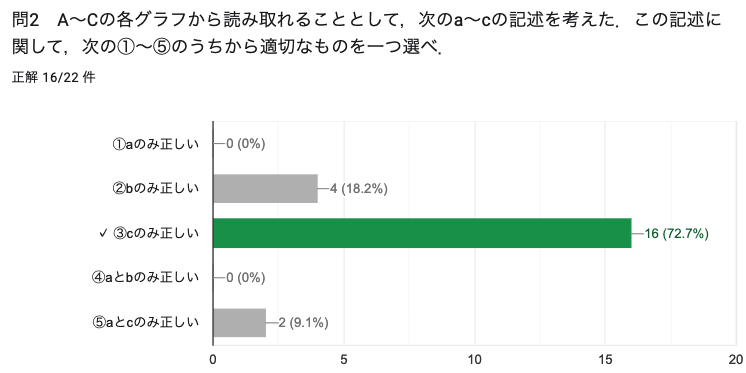 問2　A～Cの各グラフから読み取れることとして，次のa～cの記述を考えた．この記述に
関して，次の①～⑤のうちから適切なものを一つ選べ．
正解 16/22 件
①aのみ正しい 0 (0%)
②bのみ正しい 4 (18.2%)
✓ ③cのみ正しい 16 (72.7%)
④aとbのみ正しい 0 (0%)
⑤aとcのみ正しい 2 (9.1%)
0 5 10 15 20